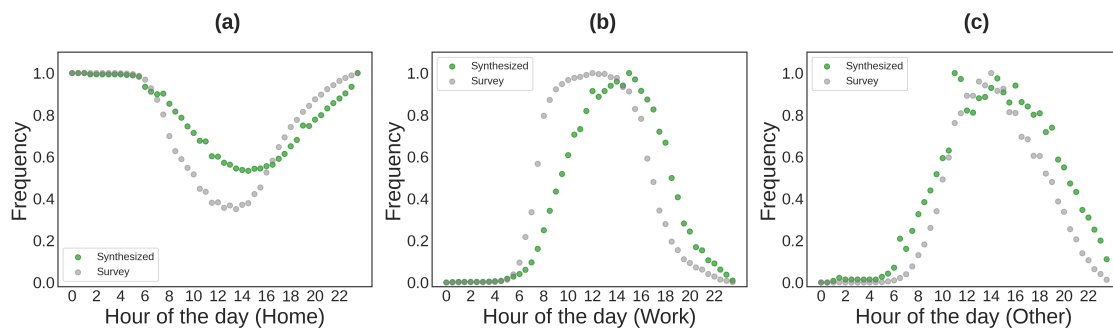 (a)
Frequency
1.0
0.8
0.6
0.4
0.2
0.0
Synthesized
Survey
0 2 4 6 8 10 12 14 16 18 20 22
Hour of the day (Home)
(b)
Frequency
1.0
0.8
0.6
0.4
0.2
0.0
Synthesized
Survey
0 2 4 6 8 10 12 14 16 18 20 22
Hour of the day (Work)
(c)
Frequency
1.0
0.8
0.6
0.4
0.2
0.0
Synthesized
Survey
0 2 4 6 8 10 12 14 16 18 20 22
Hour of the day (Other)